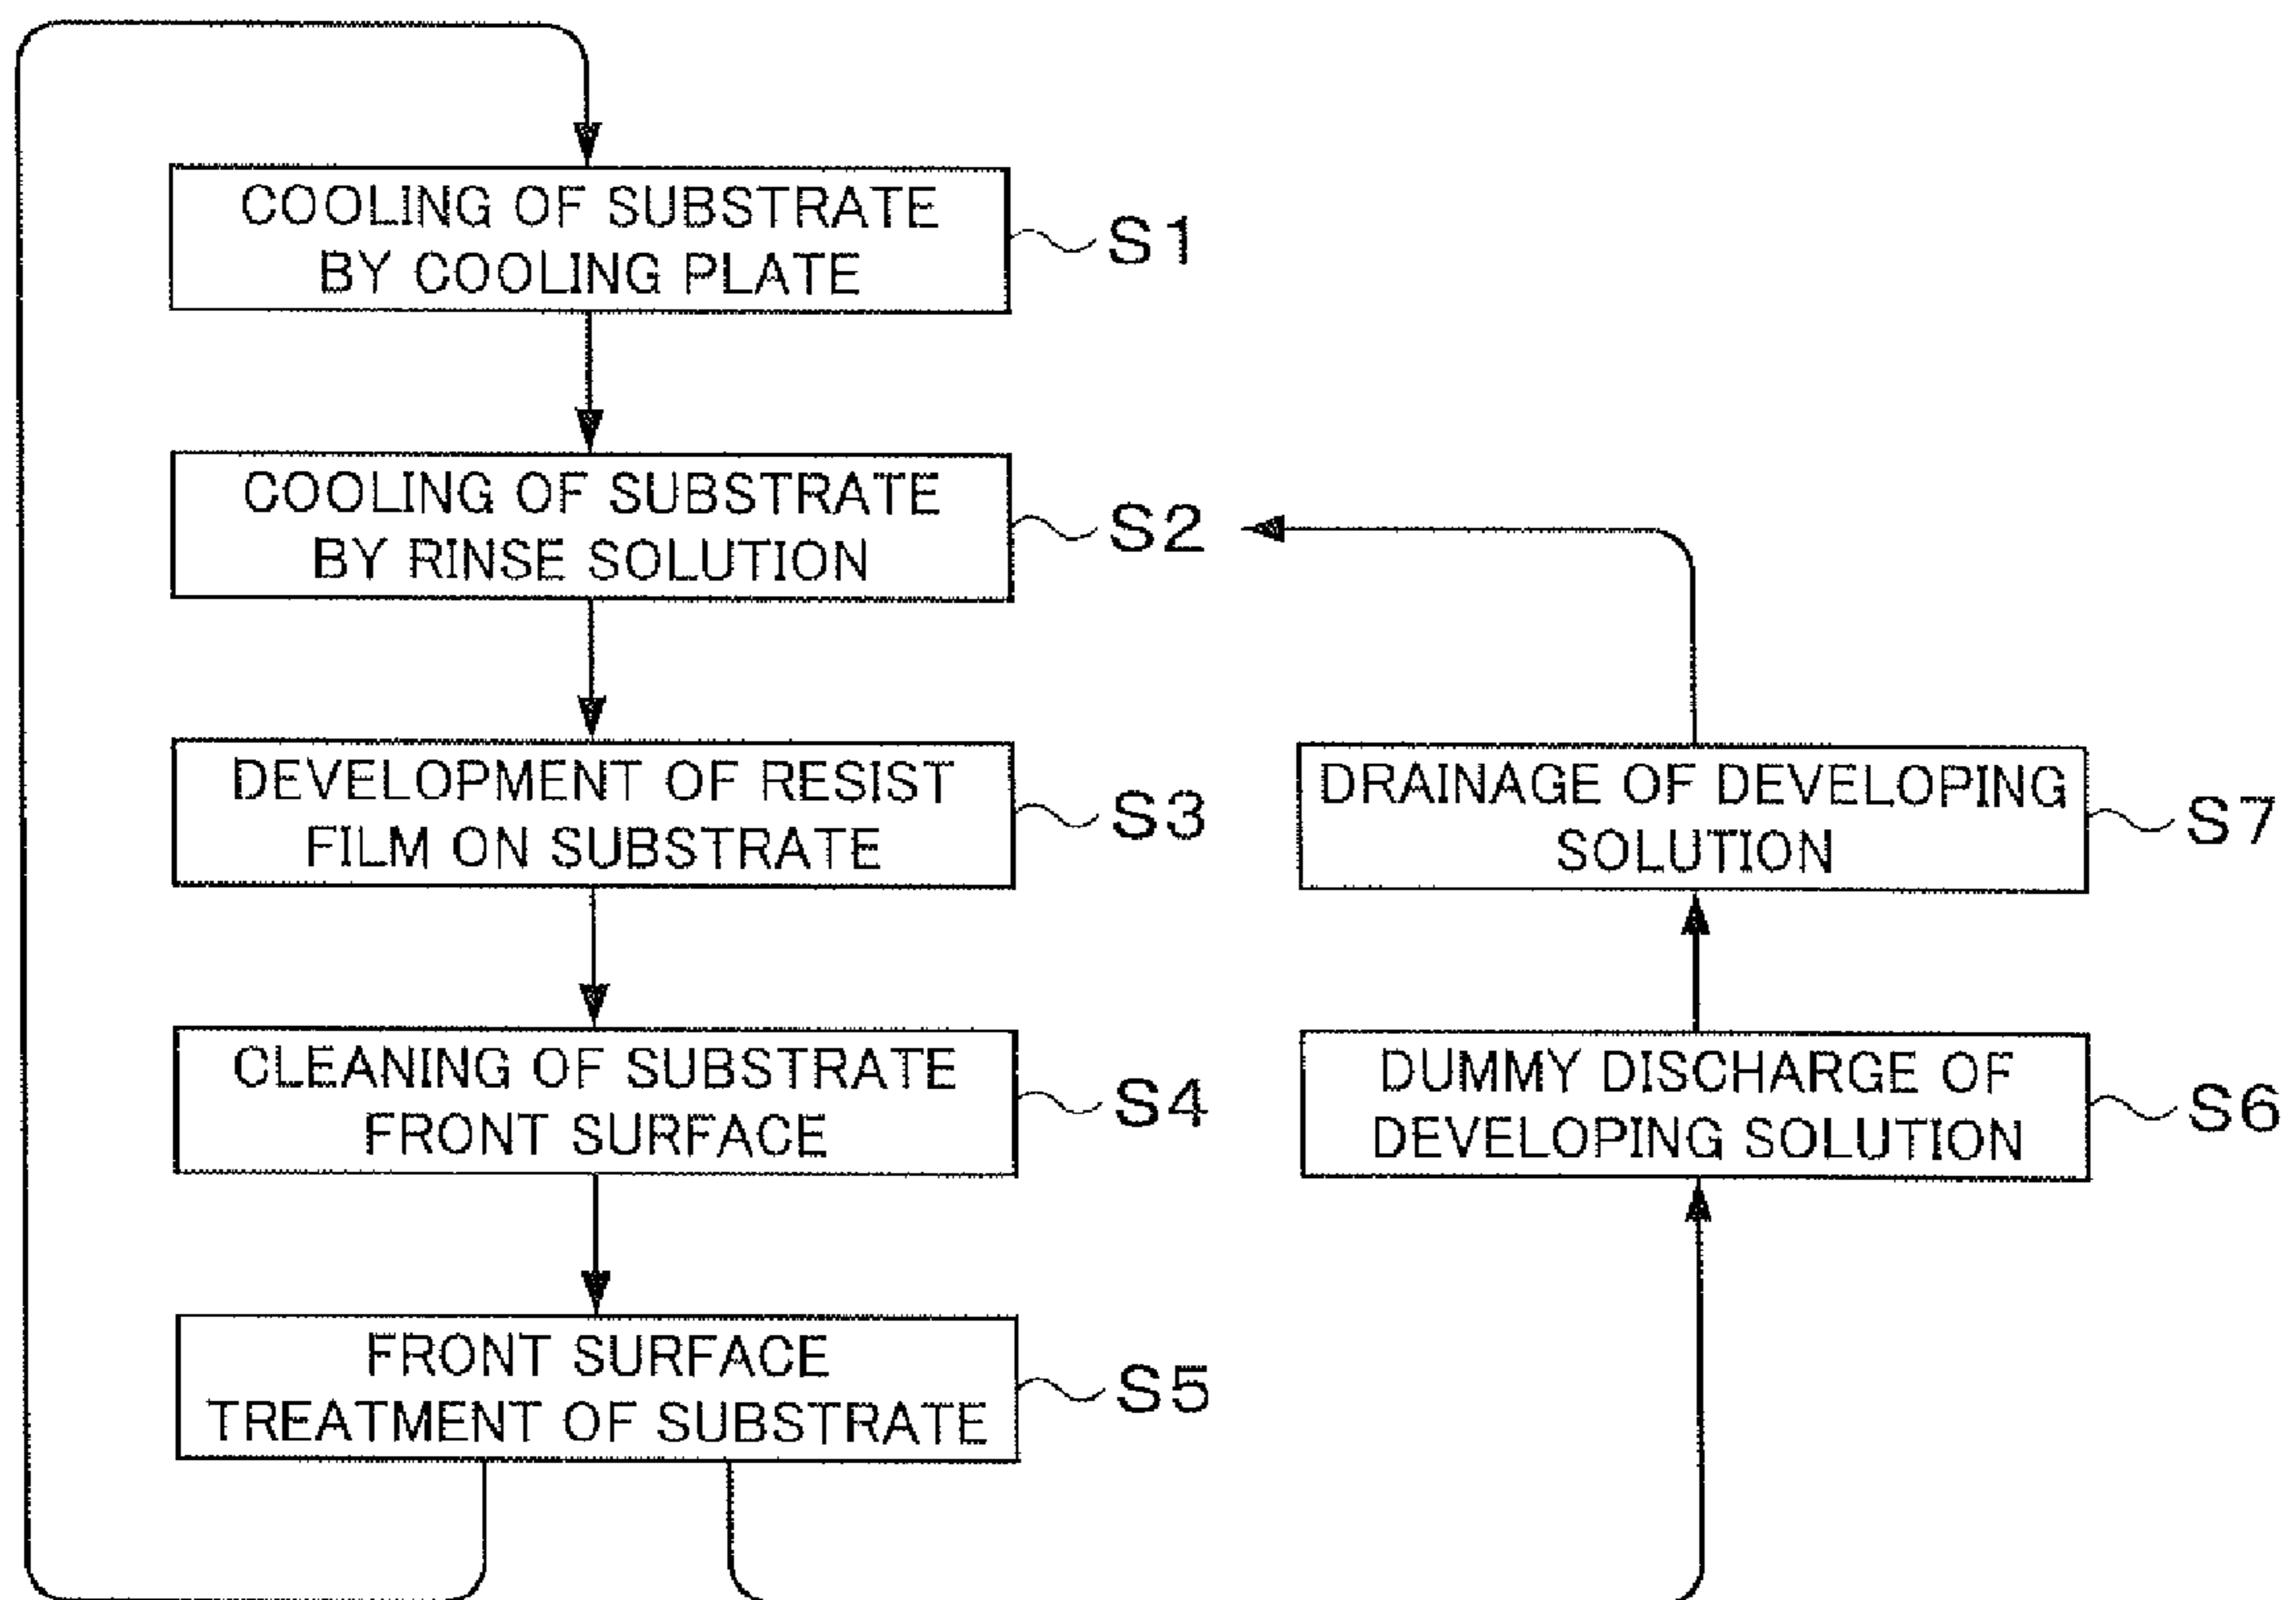 COOLING OF SUBSTRATE
BY COOLING PLATE
S1
COOLING OF SUBSTRATE
BY RINSE SOLUTION
S2
DEVELOPMENT OF RESIST
FILM ON SUBSTRATE
S3
CLEANING OF SUBSTRATE
FRONT SURFACE
S4
FRONT SURFACE
TREATMENT OF SUBSTRATE
S5
DRAINAGE OF DEVELOPING
SOLUTION
S7
DUMMY DISCHARGE OF
DEVELOPING SOLUTION
S6